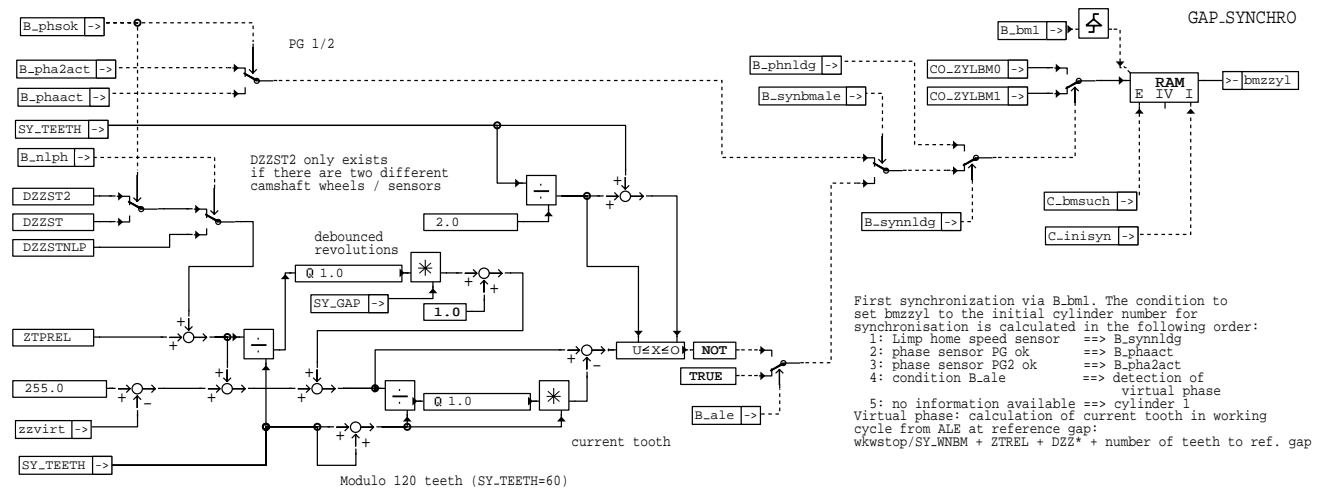 GAP_SYNCHRO
B_phsok ->
PG 1/2
B_bm1 ->
B_pha2act ->
B_phaact ->
B_phnldg ->
B_synbmale ->
CO_ZYLBM0 ->
CO_ZYLBM1 ->
RAM
E IV I
>- bmzzyl
SY_TEETH ->
B_nlph ->
DZZST2 only exists
if there are two different
camshaft wheels / sensors
DZZST2
DZZST
DZZSTNLP
2.0
B_synnldg ->
C_bmsuch ->
C_inisyn ->
debounced
revolutions
Q 1.0
SY_GAP ->
1.0
ZTPREL
U≤X≤O
NOT
TRUE
B_ale ->
255.0
zzvirt ->
Q 1.0
current tooth
SY_TEETH ->
Modulo 120 teeth (SY_TEETH=60)
First synchronization via B_bm1. The condition to
set bmzzyl to the initial cylinder number for
synchronisation is calculated in the following order:
1: Limp home speed sensor ==> B_synnldg
2: phase sensor PG ok ==> B_phaact
3: phase sensor PG2 ok ==> B_pha2act
4: condition B_ale ==> detection of
virtual phase
5: no information available ==> cylinder 1
Virtual phase: calculation of current tooth in working
cycle from ALE at reference gap:
wkwstop/SY_WNBM + ZTREL + DZZ* + number of teeth to ref. gap